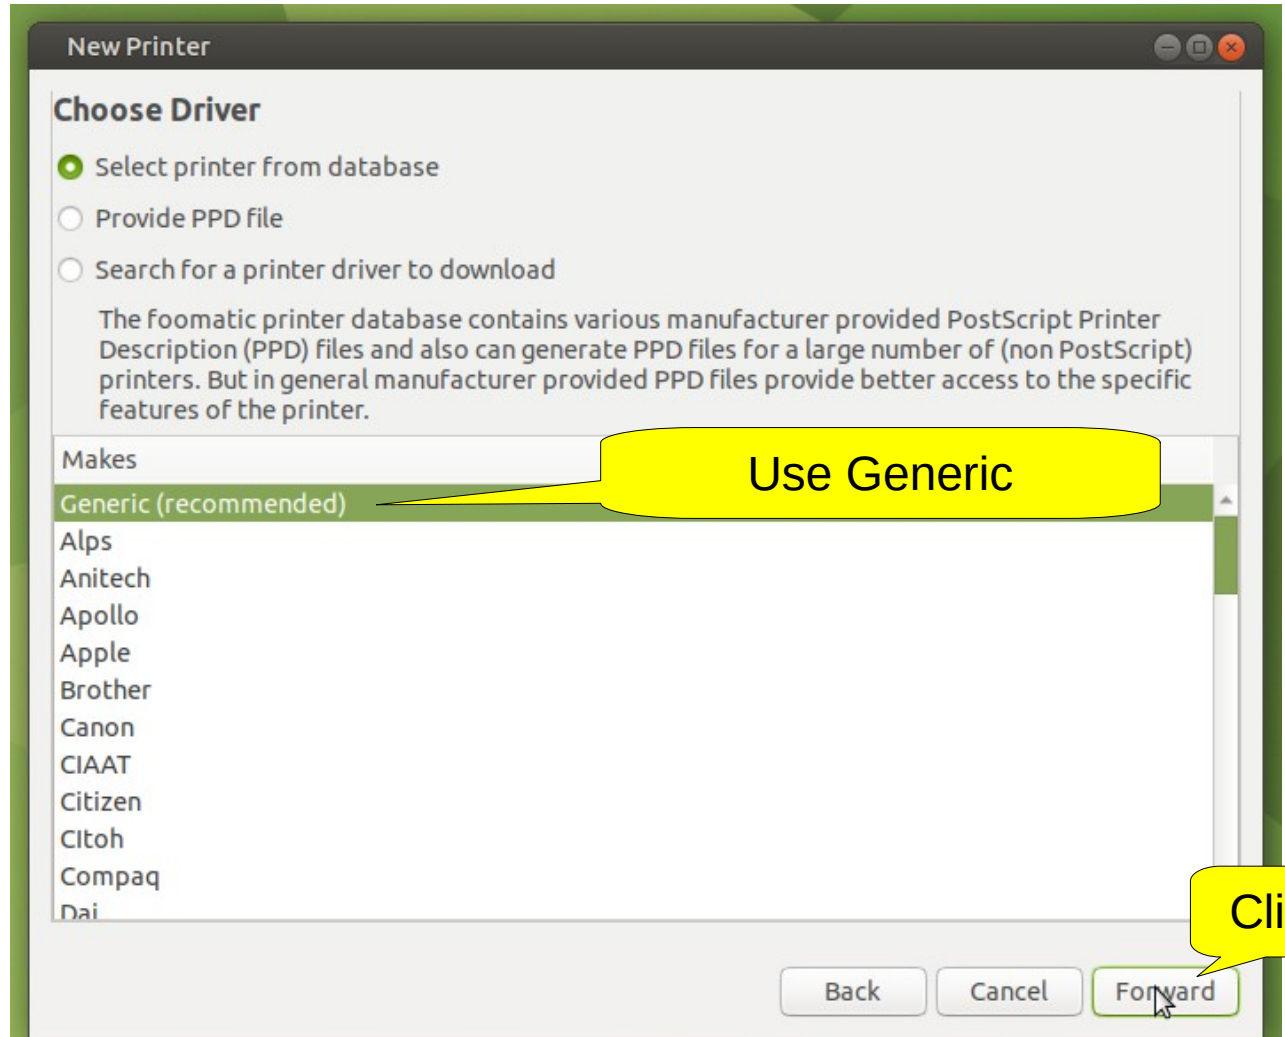 New Printer
Choose Driver
Select printer from database
Provide PPD file
Search for a printer driver to download
The foomatic printer database contains various manufacturer provided PostScript Printer
Description (PPD) files and also can generate PPD files for a large number of (non PostScript)
printers. But in general manufacturer provided PPD files provide better access to the specific
features of the printer.
Makes
Use Generic
Generic (recommended)
Alps
Anitech
Apollo
Apple
Brother
Canon
CIAAT
Citizen
CItoh
Compaq
Dai
Cli
Back
Cancel
Forward